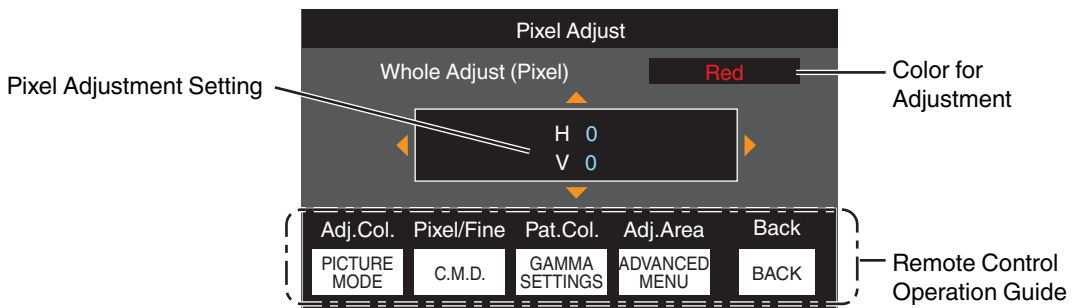 Pixel Adjust
Whole Adjust (Pixel)
Red
Pixel Adjustment Setting
Color for
Adjustment
H 0
V 0
Adj.Col.
Pixel/Fine
Pat.Col.
Adj.Area
Back
PICTURE
MODE
C.M.D.
GAMMA
SETTINGS
ADVANCED
MENU
BACK
Remote Control
Operation Guide